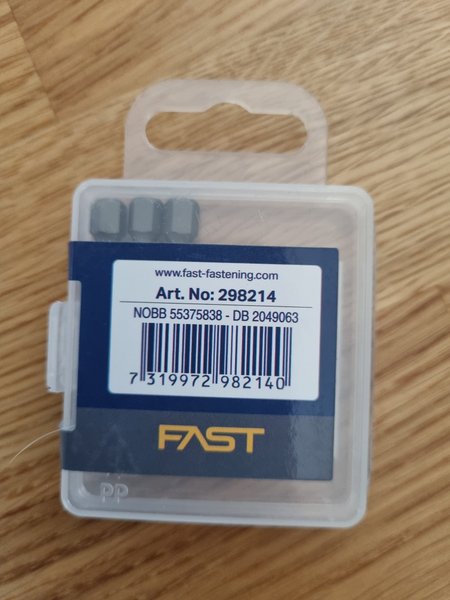 www.fast-fastening.com
Art. No: 298214
NOBB 55375838 - DB 2049063
7 319972 982140
FAST
PP